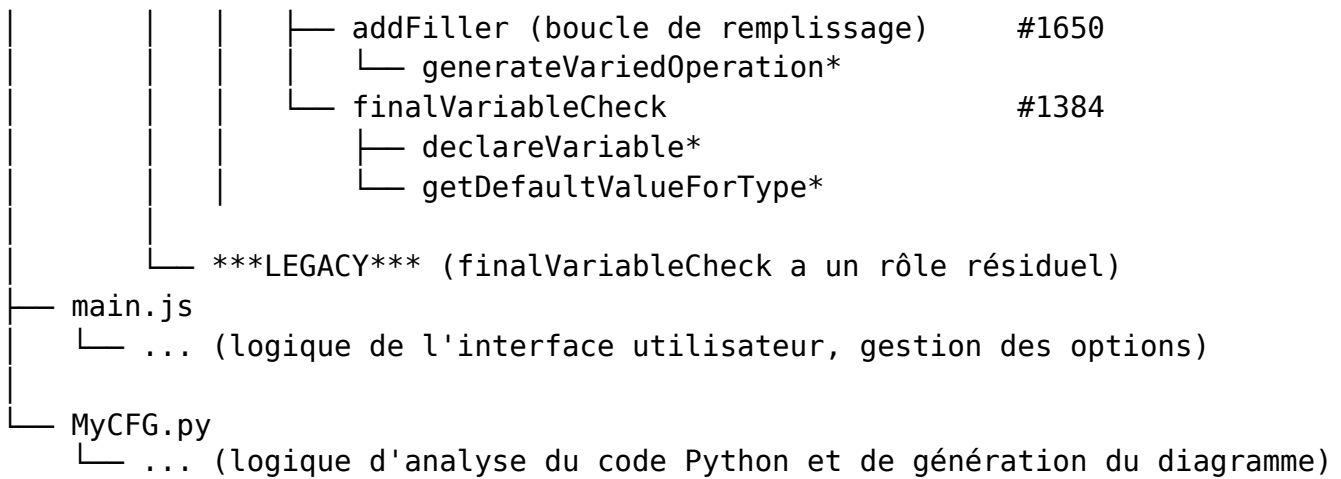 │       │   │   ├── addFiller (boucle de remplissage)     #1650
│       │   │   │   └── generateVariedOperation*
│       │   │   └── finalVariableCheck                    #1384
│       │   │       ├── declareVariable*
│       │   │       └── getDefaultValueForType*
│       │
│       └── ***LEGACY*** (finalVariableCheck a un rôle résiduel)
├── main.js
│   └── ... (logique de l'interface utilisateur, gestion des options)
│
└── MyCFG.py
    └── ... (logique d'analyse du code Python et de génération du diagramme)